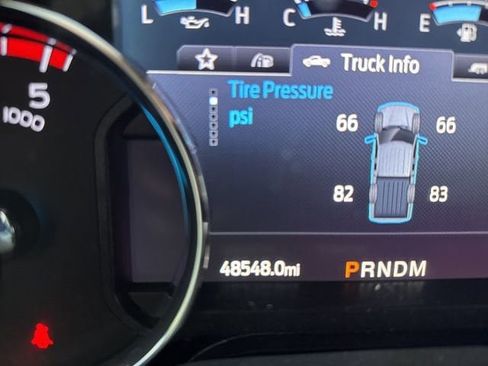 L H C H E
Truck Info
Tire Pressure
psi
66 66
82 83
5
1000
48548.0mi PRNDM